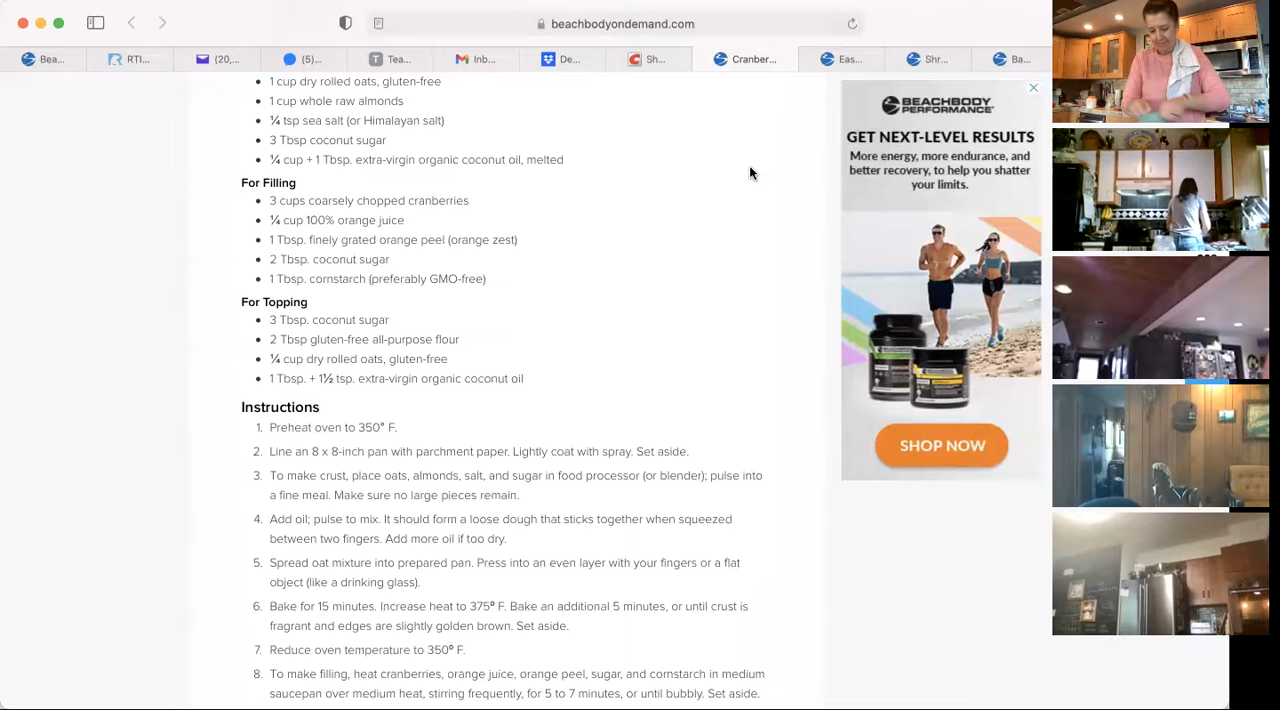 beachbodyondemand.com
Bea...
RTI...
(20,...
(5)...
Tea...
Inb...
De...
Sh...
Cranber...
Eas...
Shr...
Ba...
1 cup dry rolled oats, gluten-free
1 cup whole raw almonds
¼ tsp sea salt (or Himalayan salt)
3 Tbsp coconut sugar
¼ cup + 1 Tbsp. extra-virgin organic coconut oil, melted
For Filling
3 cups coarsely chopped cranberries
¼ cup 100% orange juice
1 Tbsp. finely grated orange peel (orange zest)
2 Tbsp. coconut sugar
1 Tbsp. cornstarch (preferably GMO-free)
For Topping
3 Tbsp. coconut sugar
2 Tbsp gluten-free all-purpose flour
¼ cup dry rolled oats, gluten-free
1 Tbsp. + 1½ tsp. extra-virgin organic coconut oil
Instructions
1. Preheat oven to 350° F.
2. Line an 8 x 8-inch pan with parchment paper. Lightly coat with spray. Set aside.
3. To make crust, place oats, almonds, salt, and sugar in food processor (or blender); pulse into
a fine meal. Make sure no large pieces remain.
4. Add oil; pulse to mix. It should form a loose dough that sticks together when squeezed
between two fingers. Add more oil if too dry.
5. Spread oat mixture into prepared pan. Press into an even layer with your fingers or a flat
object (like a drinking glass).
6. Bake for 15 minutes. Increase heat to 375º F. Bake an additional 5 minutes, or until crust is
fragrant and edges are slightly golden brown. Set aside.
7. Reduce oven temperature to 350º F.
8. To make filling, heat cranberries, orange juice, orange peel, sugar, and cornstarch in medium
saucepan over medium heat, stirring frequently, for 5 to 7 minutes, or until bubbly. Set aside.
BEACHBODY
PERFORMANCE
GET NEXT-LEVEL RESULTS
More energy, more endurance, and
better recovery, to help you shatter
your limits.
SHOP NOW